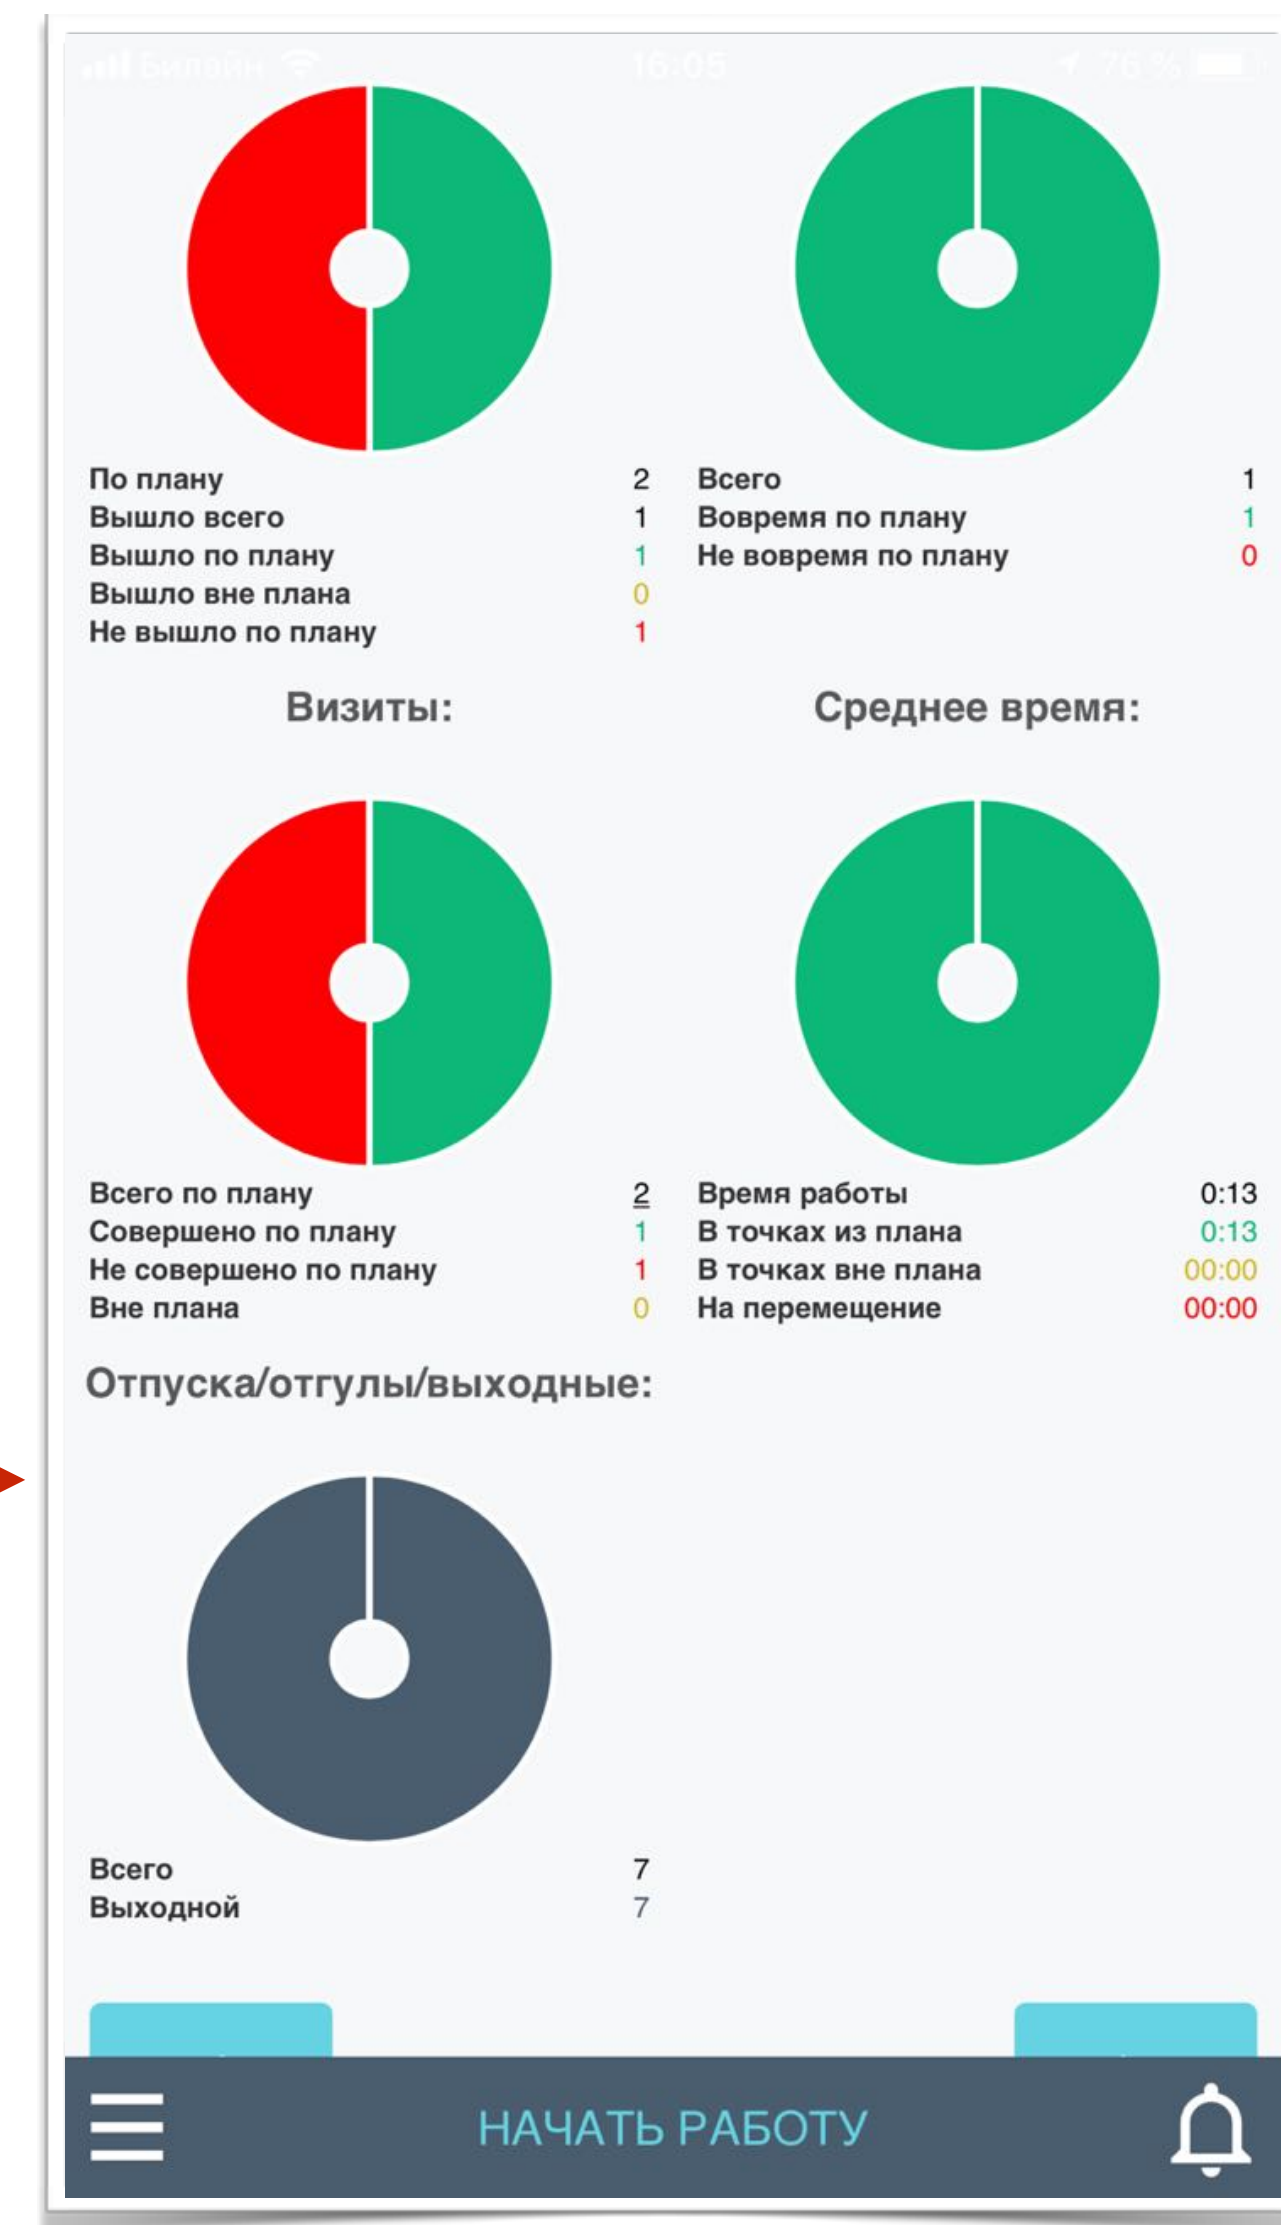 Билайн 16:05 76 %
По плану 2
Вышло всего 1
Вышло по плану 1
Вышло вне плана 0
Не вышло по плану 1
Всего 1
Вовремя по плану 1
Не вовремя по плану 0
Визиты:
Среднее время:
Всего по плану 2
Совершено по плану 1
Не совершено по плану 1
Вне плана 0
Время работы 0:13
В точках из плана 0:13
В точках вне плана 00:00
На перемещение 00:00
Отпуска/отгулы/выходные:
Всего 7
Выходной 7
НАЧАТЬ РАБОТУ